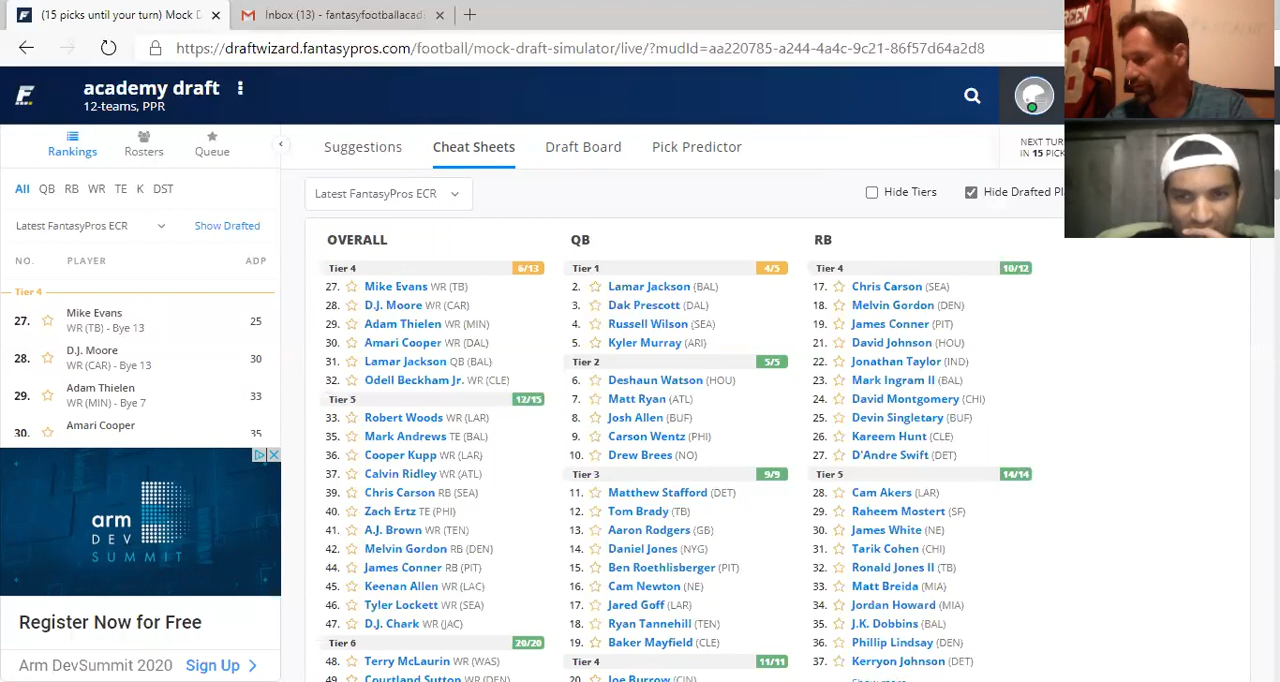 (15 picks until your turn) Mock D
Inbox (13) - fantasyfootballacad
https://draftwizard.fantasypros.com/football/mock-draft-simulator/live/?mudId=aa220785-a244-4a4c-9c21-86f57d64a2d8
academy draft
12-teams, PPR
Rankings Rosters Queue
Suggestions Cheat Sheets Draft Board Pick Predictor
NEXT TUR
IN 15 PICK
All QB RB WR TE K DST
Latest FantasyPros ECR Show Drafted
NO. PLAYER ADP
Tier 4
27. Mike Evans 25
WR (TB) - Bye 13
28. D.J. Moore 30
WR (CAR) - Bye 13
29. Adam Thielen 33
WR (MIN) - Bye 7
30. Amari Cooper 35
arm
DEV
SUMMIT
Register Now for Free
Arm DevSummit 2020 Sign Up
Latest FantasyPros ECR
Hide Tiers Hide Drafted Pl
OVERALL
Tier 4 6/13
27. Mike Evans WR (TB)
28. D.J. Moore WR (CAR)
29. Adam Thielen WR (MIN)
30. Amari Cooper WR (DAL)
31. Lamar Jackson QB (BAL)
32. Odell Beckham Jr. WR (CLE)
Tier 5 12/15
33. Robert Woods WR (LAR)
35. Mark Andrews TE (BAL)
36. Cooper Kupp WR (LAR)
37. Calvin Ridley WR (ATL)
39. Chris Carson RB (SEA)
40. Zach Ertz TE (PHI)
41. A.J. Brown WR (TEN)
42. Melvin Gordon RB (DEN)
44. James Conner RB (PIT)
45. Keenan Allen WR (LAC)
46. Tyler Lockett WR (SEA)
47. D.J. Chark WR (JAC)
Tier 6 20/20
48. Terry McLaurin WR (WAS)
49. Courtland Sutton WR (DEN)
QB
Tier 1 4/5
2. Lamar Jackson (BAL)
3. Dak Prescott (DAL)
4. Russell Wilson (SEA)
5. Kyler Murray (ARI)
Tier 2 5/5
6. Deshaun Watson (HOU)
7. Matt Ryan (ATL)
8. Josh Allen (BUF)
9. Carson Wentz (PHI)
10. Drew Brees (NO)
Tier 3 9/9
11. Matthew Stafford (DET)
12. Tom Brady (TB)
13. Aaron Rodgers (GB)
14. Daniel Jones (NYG)
15. Ben Roethlisberger (PIT)
16. Cam Newton (NE)
17. Jared Goff (LAR)
18. Ryan Tannehill (TEN)
19. Baker Mayfield (CLE)
Tier 4 11/11
20. Joe Burrow (CIN)
RB
Tier 4 10/12
17. Chris Carson (SEA)
18. Melvin Gordon (DEN)
19. James Conner (PIT)
21. David Johnson (HOU)
22. Jonathan Taylor (IND)
23. Mark Ingram II (BAL)
24. David Montgomery (CHI)
25. Devin Singletary (BUF)
26. Kareem Hunt (CLE)
27. D'Andre Swift (DET)
Tier 5 14/14
28. Cam Akers (LAR)
29. Raheem Mostert (SF)
30. James White (NE)
31. Tarik Cohen (CHI)
32. Ronald Jones II (TB)
33. Matt Breida (MIA)
34. Jordan Howard (MIA)
35. J.K. Dobbins (BAL)
36. Phillip Lindsay (DEN)
37. Kerryon Johnson (DET)